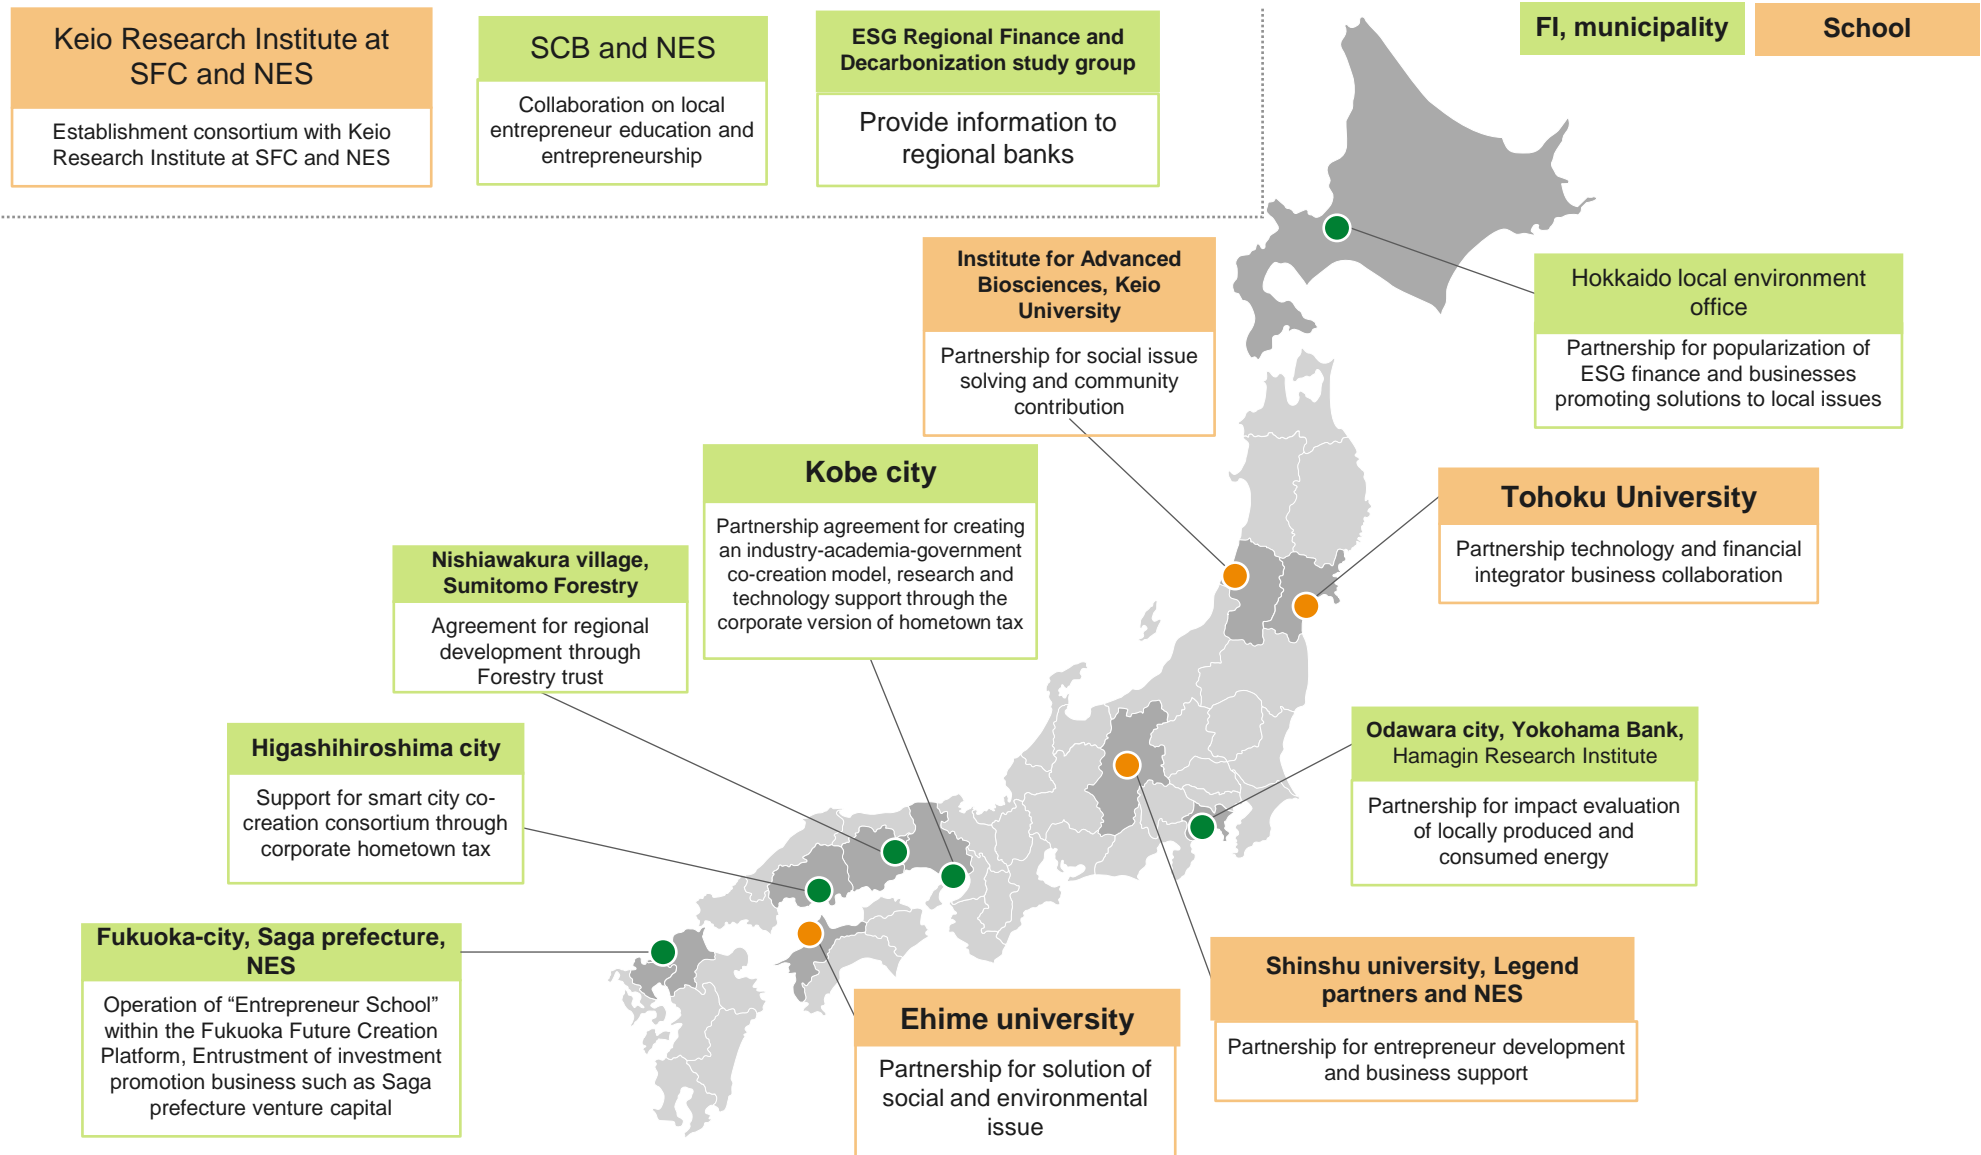 Keio Research Institute at
SFC and NES
Establishment consortium with Keio
Research Institute at SFC and NES
SCB and NES
Collaboration on local
entrepreneur education and
entrepreneurship
ESG Regional Finance and
Decarbonization study group
Provide information to
regional banks
FI, municipality
School
Institute for Advanced
Biosciences, Keio
University
Partnership for social issue
solving and community
contribution
Hokkaido local environment
office
Partnership for popularization of
ESG finance and businesses
promoting solutions to local issues
Kobe city
Partnership agreement for creating
an industry-academia-government
co-creation model, research and
technology support through the
corporate version of hometown tax
Tohoku University
Partnership technology and financial
integrator business collaboration
Nishiawakura village,
Sumitomo Forestry
Agreement for regional
development through
Forestry trust
Higashihiroshima city
Support for smart city co-
creation consortium through
corporate hometown tax
Odawara city, Yokohama Bank,
Hamagin Research Institute
Partnership for impact evaluation
of locally produced and
consumed energy
Fukuoka-city, Saga prefecture,
NES
Operation of “Entrepreneur School”
within the Fukuoka Future Creation
Platform, Entrustment of investment
promotion business such as Saga
prefecture venture capital
Ehime university
Partnership for solution of
social and environmental
issue
Shinshu university, Legend
partners and NES
Partnership for entrepreneur development
and business support